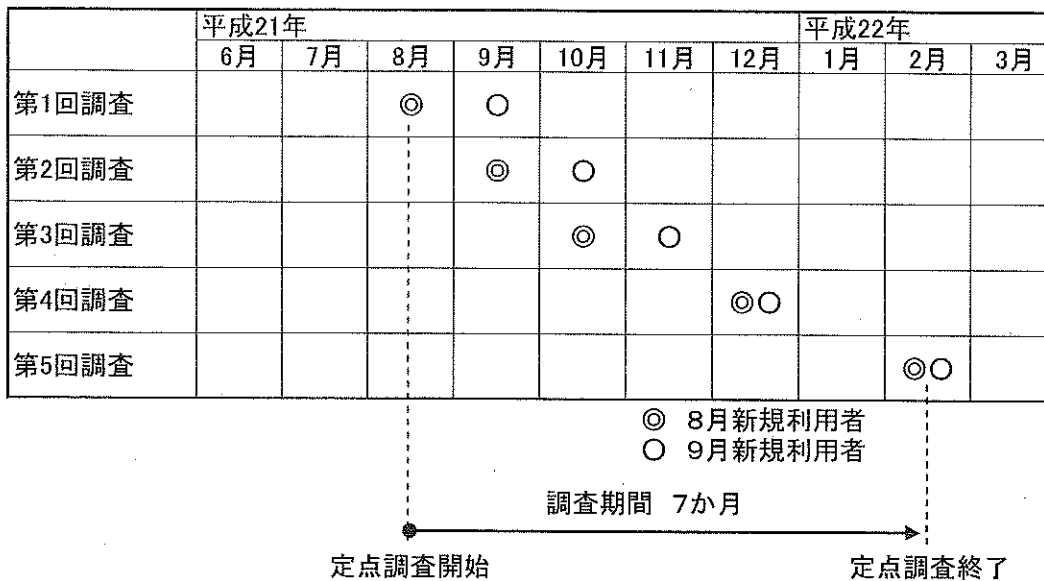 平成21年 平成22年
6月 7月 8月 9月 10月 11月 12月 1月 2月 3月
第1回調査 ◎ ○
第2回調査 ◎ ○
第3回調査 ◎ ○
第4回調査 ◎○
第5回調査 ◎○
◎ 8月新規利用者
○ 9月新規利用者
調査期間 7か月
定点調査開始 定点調査終了